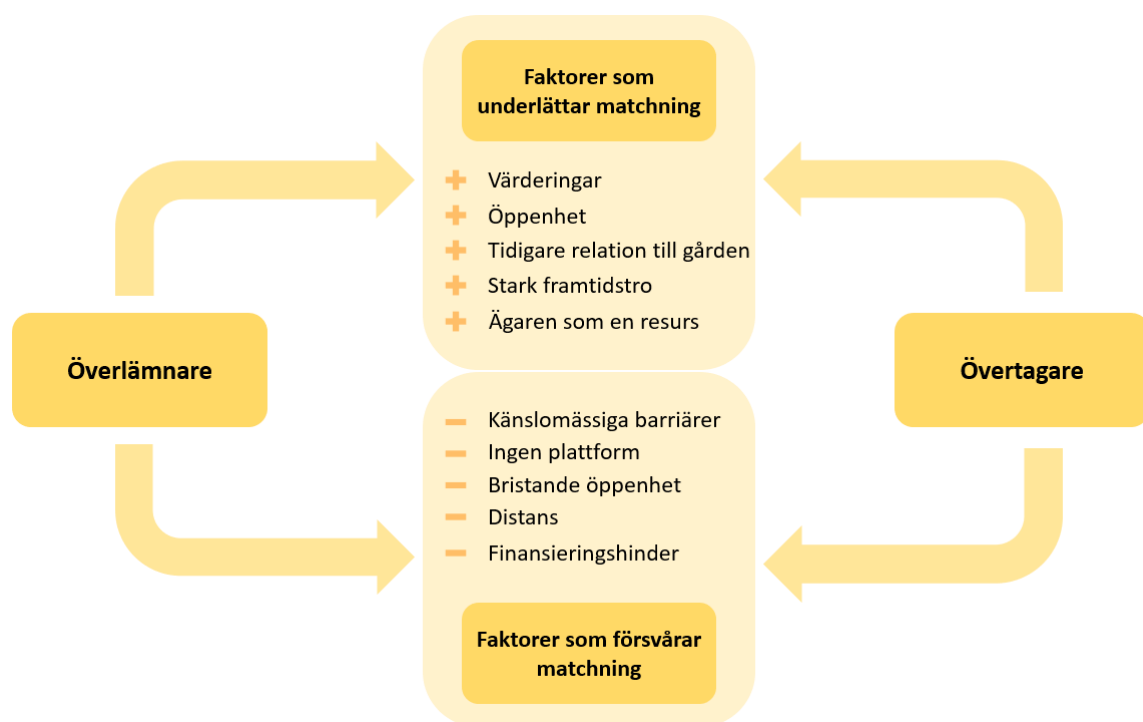 Faktorer som
underlättar matchning
+ Värderingar
+ Öppenhet
+ Tidigare relation till gården
+ Stark framtidstro
+ Ägaren som en resurs
Överlämnare
Övertagare
− Känslomässiga barriärer
− Ingen plattform
− Bristande öppenhet
− Distans
− Finansieringshinder
Faktorer som försvårar
matchning